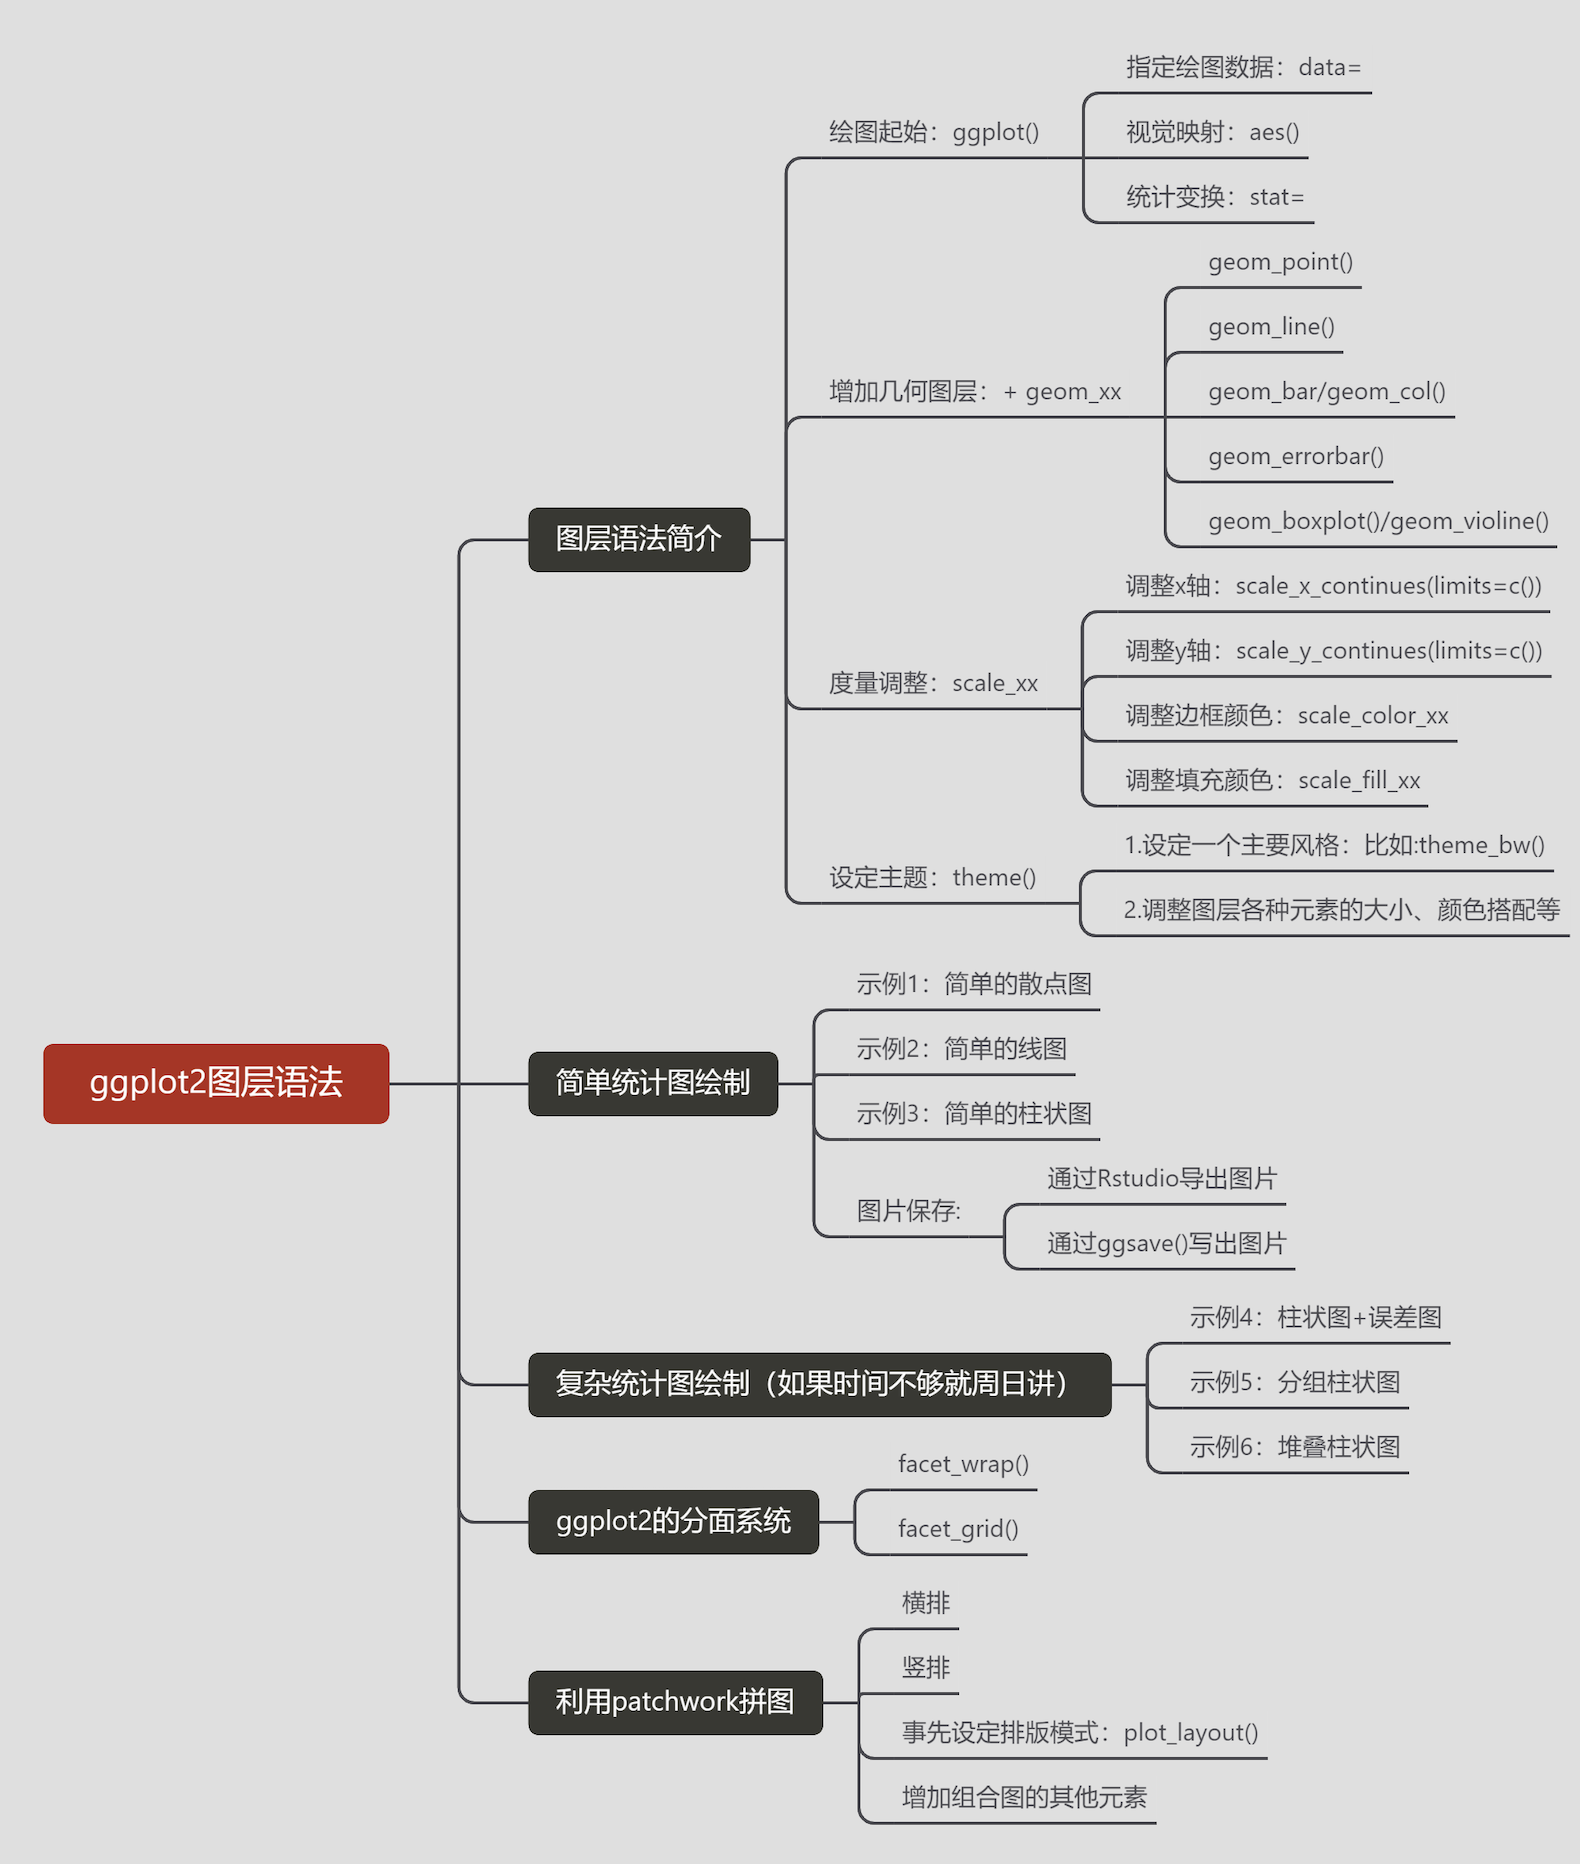 ggplot2图层语法
图层语法简介
绘图起始：ggplot()
指定绘图数据：data=
视觉映射：aes()
统计变换：stat=
增加几何图层：+ geom_xx
geom_point()
geom_line()
geom_bar/geom_col()
geom_errorbar()
geom_boxplot()/geom_violine()
度量调整：scale_xx
调整x轴：scale_x_continues(limits=c())
调整y轴：scale_y_continues(limits=c())
调整边框颜色：scale_color_xx
调整填充颜色：scale_fill_xx
设定主题：theme()
1.设定一个主要风格：比如:theme_bw()
2.调整图层各种元素的大小、颜色搭配等
简单统计图绘制
示例1：简单的散点图
示例2：简单的线图
示例3：简单的柱状图
图片保存:
通过Rstudio导出图片
通过ggsave()写出图片
复杂统计图绘制（如果时间不够就周日讲）
示例4：柱状图+误差图
示例5：分组柱状图
示例6：堆叠柱状图
ggplot2的分面系统
facet_wrap()
facet_grid()
利用patchwork拼图
横排
竖排
事先设定排版模式：plot_layout()
增加组合图的其他元素